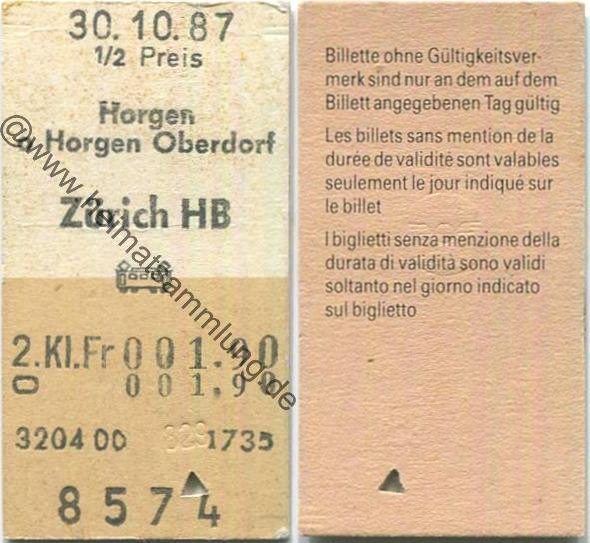 30.10.87
1/2 Preis
Horgen
u Horgen Oberdorf
Zürich HB
2.Kl.Fr 001.90
0 001.90
3204 00 1735
8574
@www.heimatsammlung.de
Billette ohne Gültigkeitsver-
merk sind nur an dem auf dem
Billett angegebenen Tag gültig
Les billets sans mention de la
durée de validité sont valables
seulement le jour indiqué sur
le billet
I biglietti senza menzione della
durata di validità sono validi
soltanto nel giorno indicato
sul biglietto